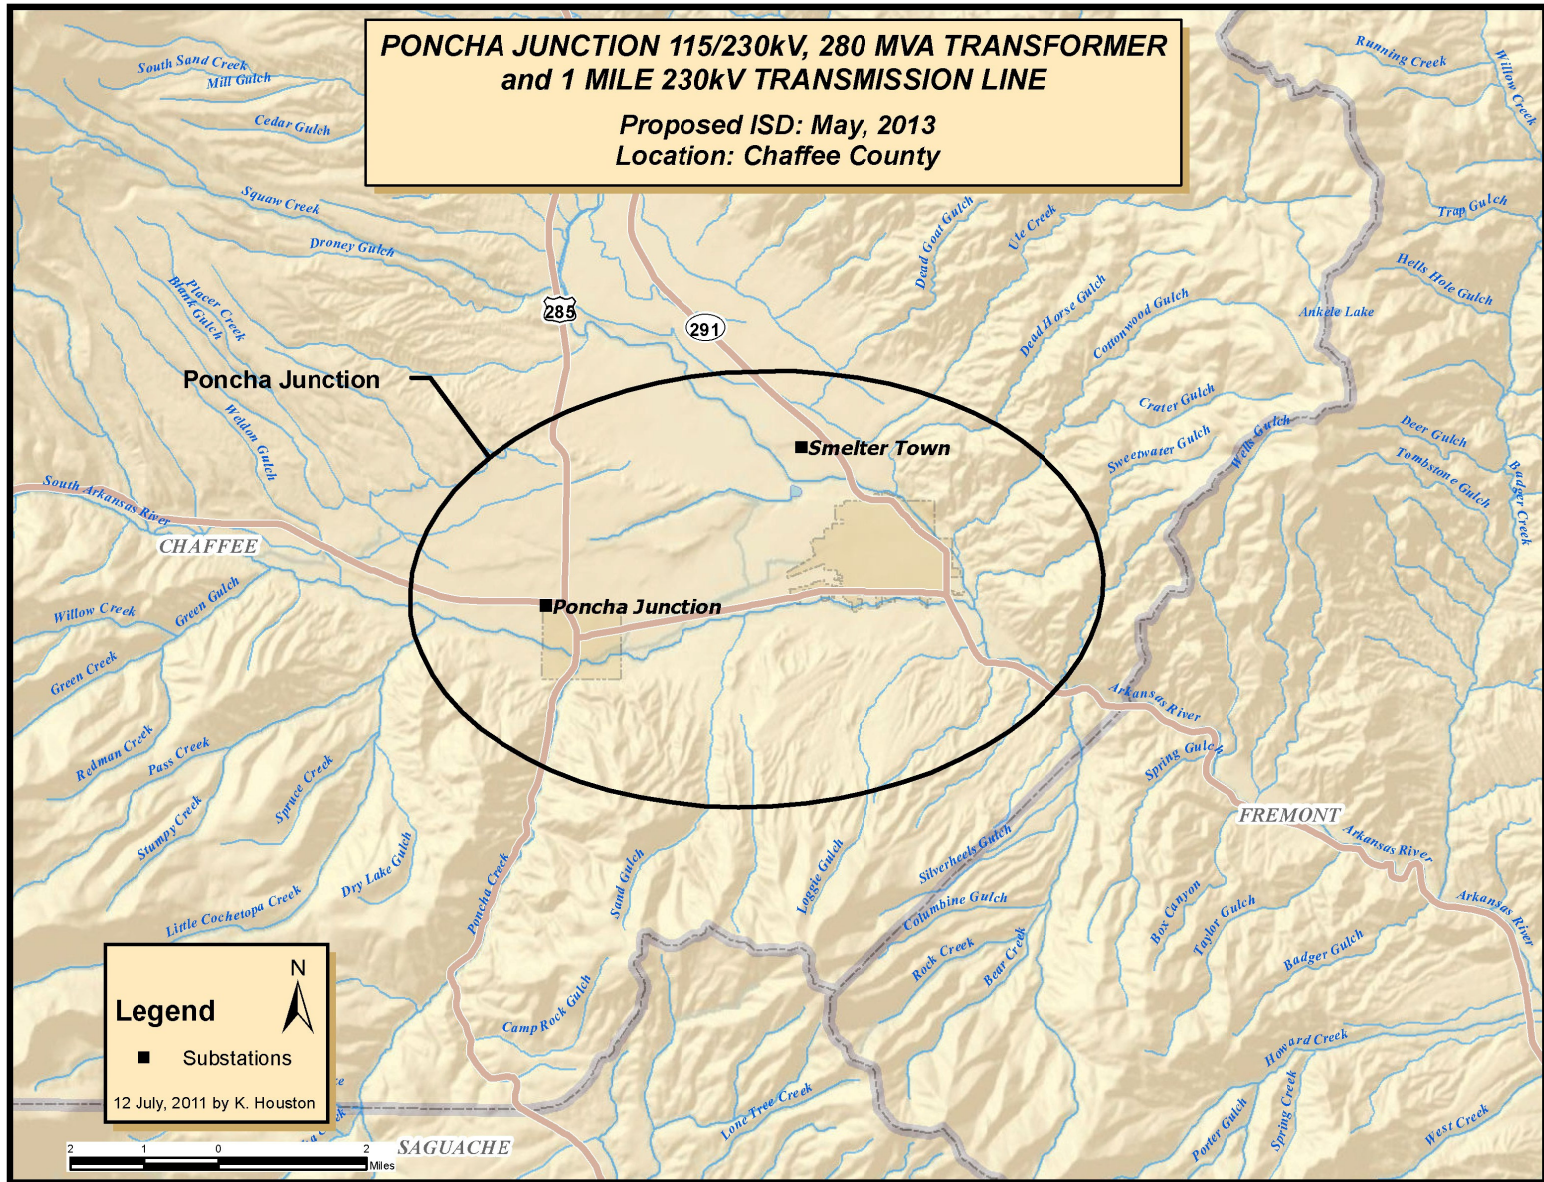 PONCHA JUNCTION 115/230kV, 280 MVA TRANSFORMER
and 1 MILE 230kV TRANSMISSION LINE
Proposed ISD: May, 2013
Location: Chaffee County
South Sand Creek
Mill Gulch
Cedar Gulch
Squaw Creek
Droney Gulch
Placer Creek
Blank Gulch
Weldon Gulch
Running Creek
Willow Creek
Trap Gulch
Hells Hole Gulch
Dead Goat Gulch
Ute Creek
Dead Horse Gulch
Cottonwood Gulch
Ankele Lake
285
291
Poncha Junction
Crater Gulch
Sweetwater Gulch
Wells Gulch
Deer Gulch
Tombstone Gulch
Badger Creek
Smelter Town
South Arkansas River
CHAFFEE
Green Gulch
Willow Creek
Green Creek
Poncha Junction
Redman Creek
Pass Creek
Spruce Creek
Stumpy Creek
Dry Lake Gulch
Little Cochetopa Creek
Poncha Creek
Sand Gulch
Loggie Gulch
Arkansas River
Spring Gulch
FREMONT
Arkansas River
Arkansas River
Silverheels Gulch
Columbine Gulch
Rock Creek
Bear Creek
Box Canyon
Taylor Gulch
Badger Gulch
Camp Rock Gulch
Lone Tree Creek
Howard Creek
Spring Creek
Porter Gulch
West Creek
SAGUACHE
Legend
N
Substations
12 July, 2011 by K. Houston
2 1 0 2
Miles